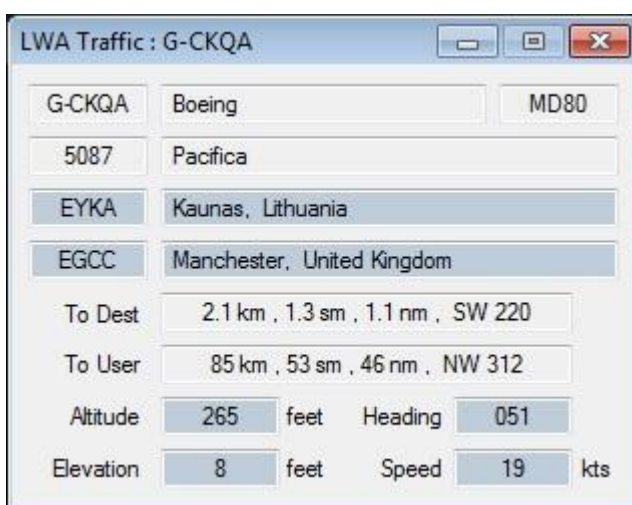 LWA Traffic : G-CKQA
G-CKQA Boeing MD80
5087 Pacifica
EYKA Kaunas, Lithuania
EGCC Manchester, United Kingdom
To Dest 2.1 km , 1.3 sm , 1.1 nm , SW 220
To User 85 km , 53 sm , 46 nm , NW 312
Altitude 265 feet Heading 051
Elevation 8 feet Speed 19 kts